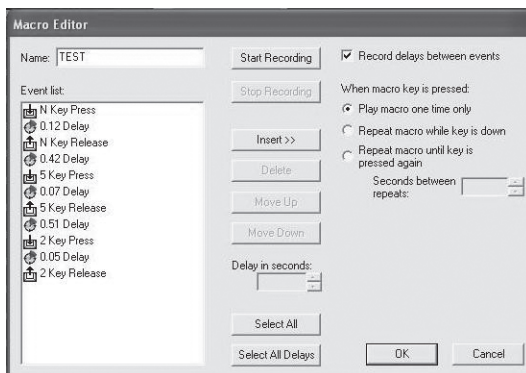 Macro Editor
Name: TEST
Event list:
N Key Press
0.12 Delay
N Key Release
0.42 Delay
5 Key Press
0.07 Delay
5 Key Release
0.51 Delay
2 Key Press
0.05 Delay
2 Key Release
Start Recording
Stop Recording
Insert >>
Delete
Move Up
Move Down
Delay in seconds:
Select All
Select All Delays
Record delays between events
When macro key is pressed:
Play macro one time only
Repeat macro while key is down
Repeat macro until key is
pressed again
Seconds between
repeats:
OK
Cancel